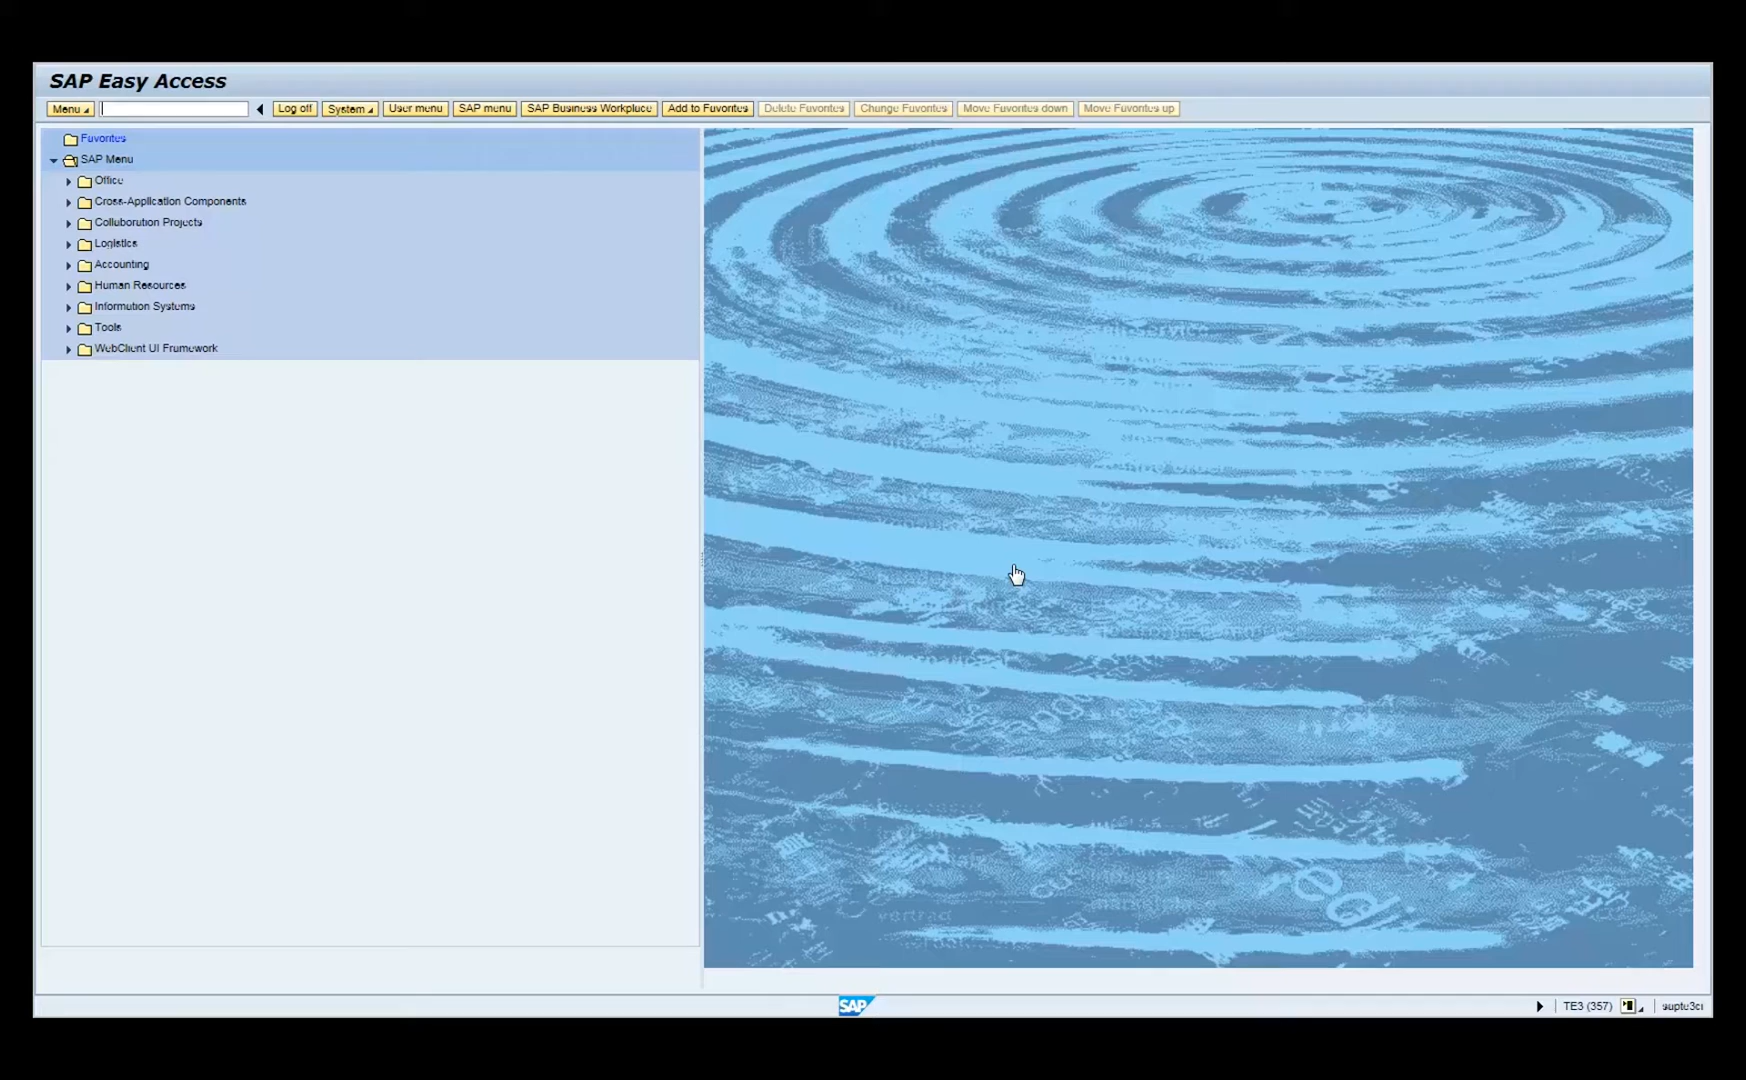 SAP Easy Access
Menu Log off System User menu SAP menu SAP Business Workplace Add to Favorites Delete Favorites Change Favorites Move Favorites down Move Favorites up
Favorites
SAP Menu
Office
Cross-Application Components
Collaboration Projects
Logistics
Accounting
Human Resources
Information Systems
Tools
WebClient UI Framework
redi
SAP TE3 (357) supte3ci